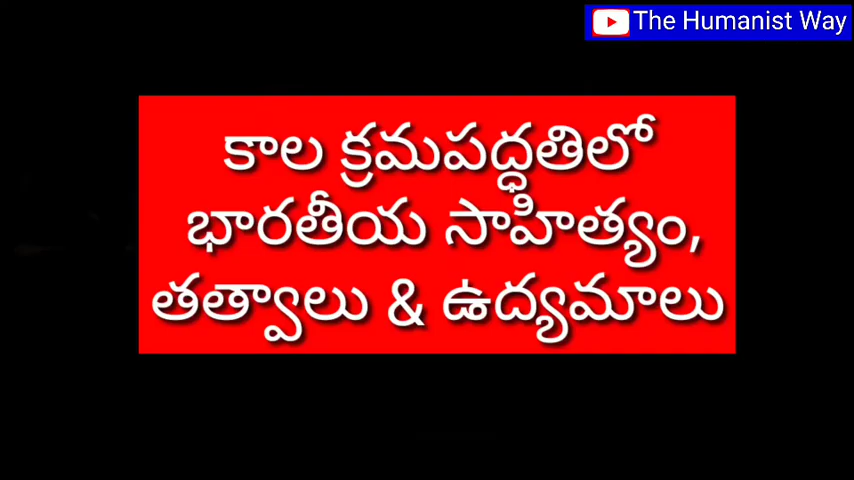 The Humanist Way
కాల క్రమపద్ధతిలో
భారతీయ సాహిత్యం,
తత్వాలు & ఉద్యమాలు